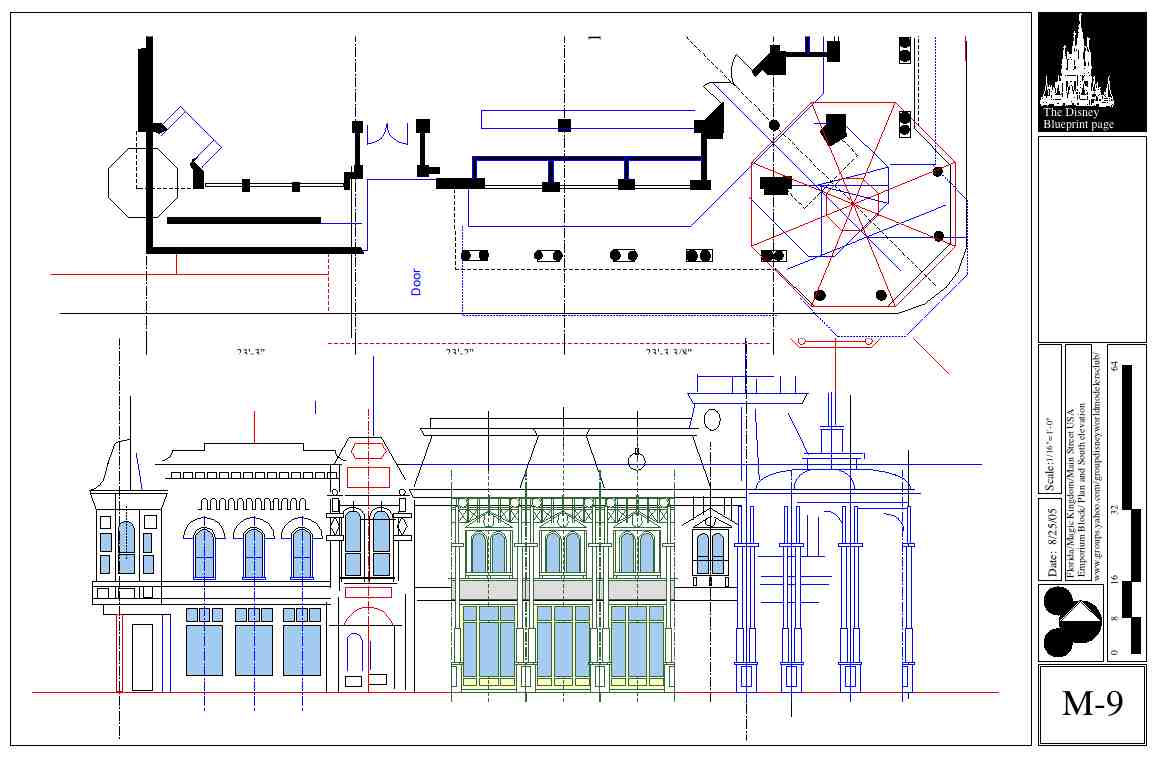 The Disney
Blueprint page
Door
23'-3"
23'-2"
23'-3 3/8"
Scale:1/16"=1'-0"
Date: 8/25/05
Florida/Magic Kingdom/Main Street USA
Emporium Block/ Plan and South elevation
www.groups.yahoo.com/group/disneyworldmodelersclub/
64
32
16
8
0
M-9